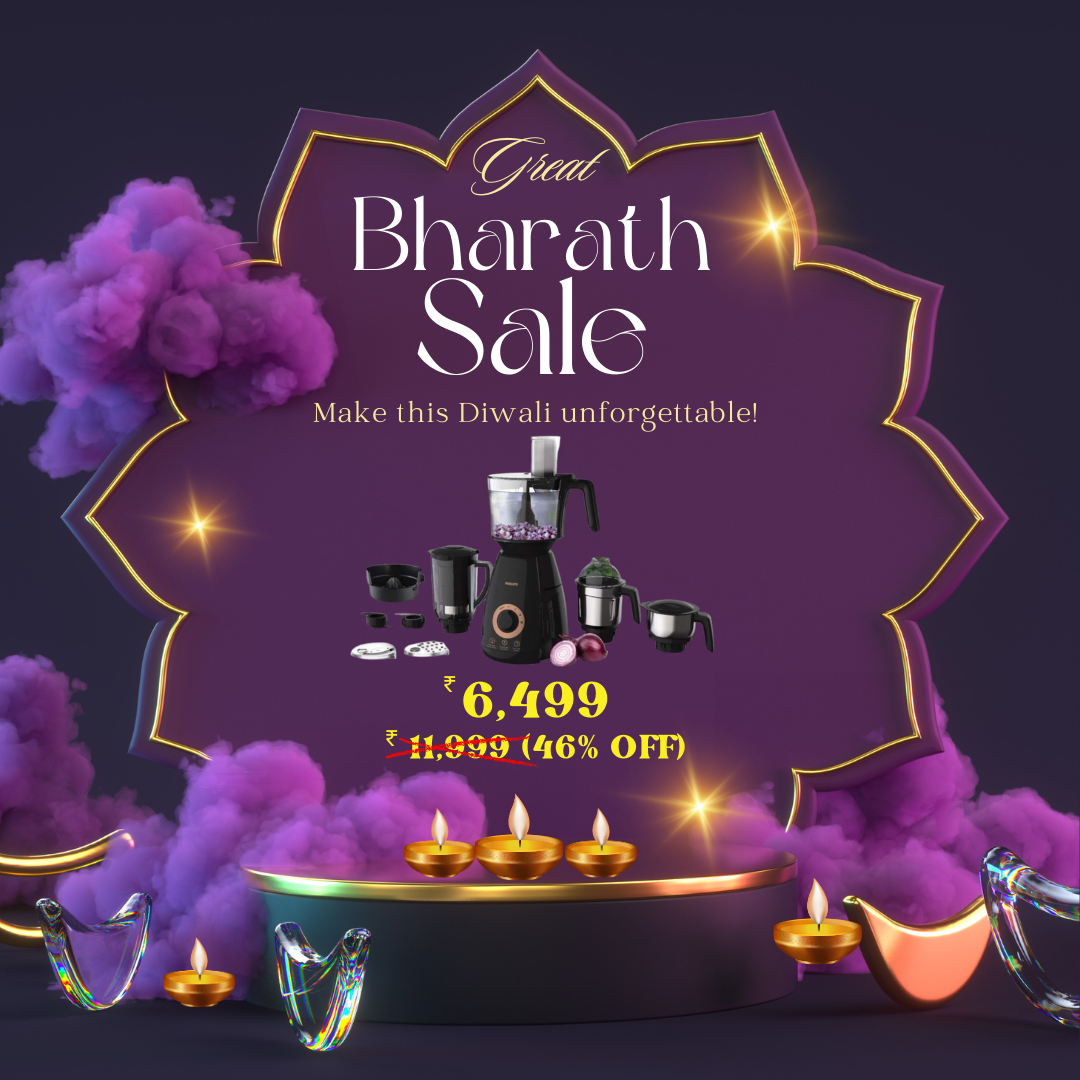 Great
Bharath
Sale
Make this Diwali unforgettable!
₹ 6,499
₹ 11,999 (46% OFF)